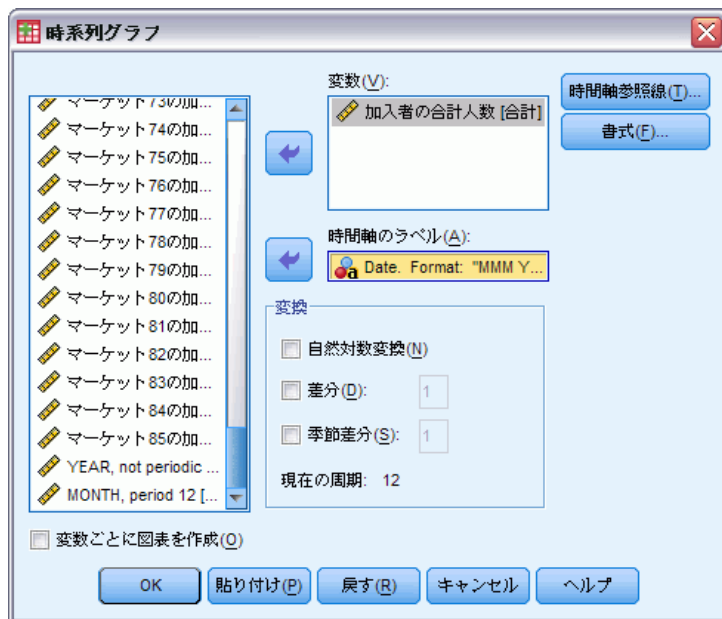 時系列グラフ
変数(V):
マーケット73の加...
マーケット74の加...
マーケット75の加...
マーケット76の加...
マーケット77の加...
マーケット78の加...
マーケット79の加...
マーケット80の加...
マーケット81の加...
マーケット82の加...
マーケット83の加...
マーケット84の加...
マーケット85の加...
YEAR, not periodic ...
MONTH, period 12 [...
加入者の合計人数 [合計]
時間軸参照線(T)...
書式(F)...
時間軸のラベル(A):
Date. Format: "MMM Y...
変換
自然対数変換(N)
差分(D): 1
季節差分(S): 1
現在の周期: 12
変数ごとに図表を作成(O)
OK 貼り付け(P) 戻す(R) キャンセル ヘルプ